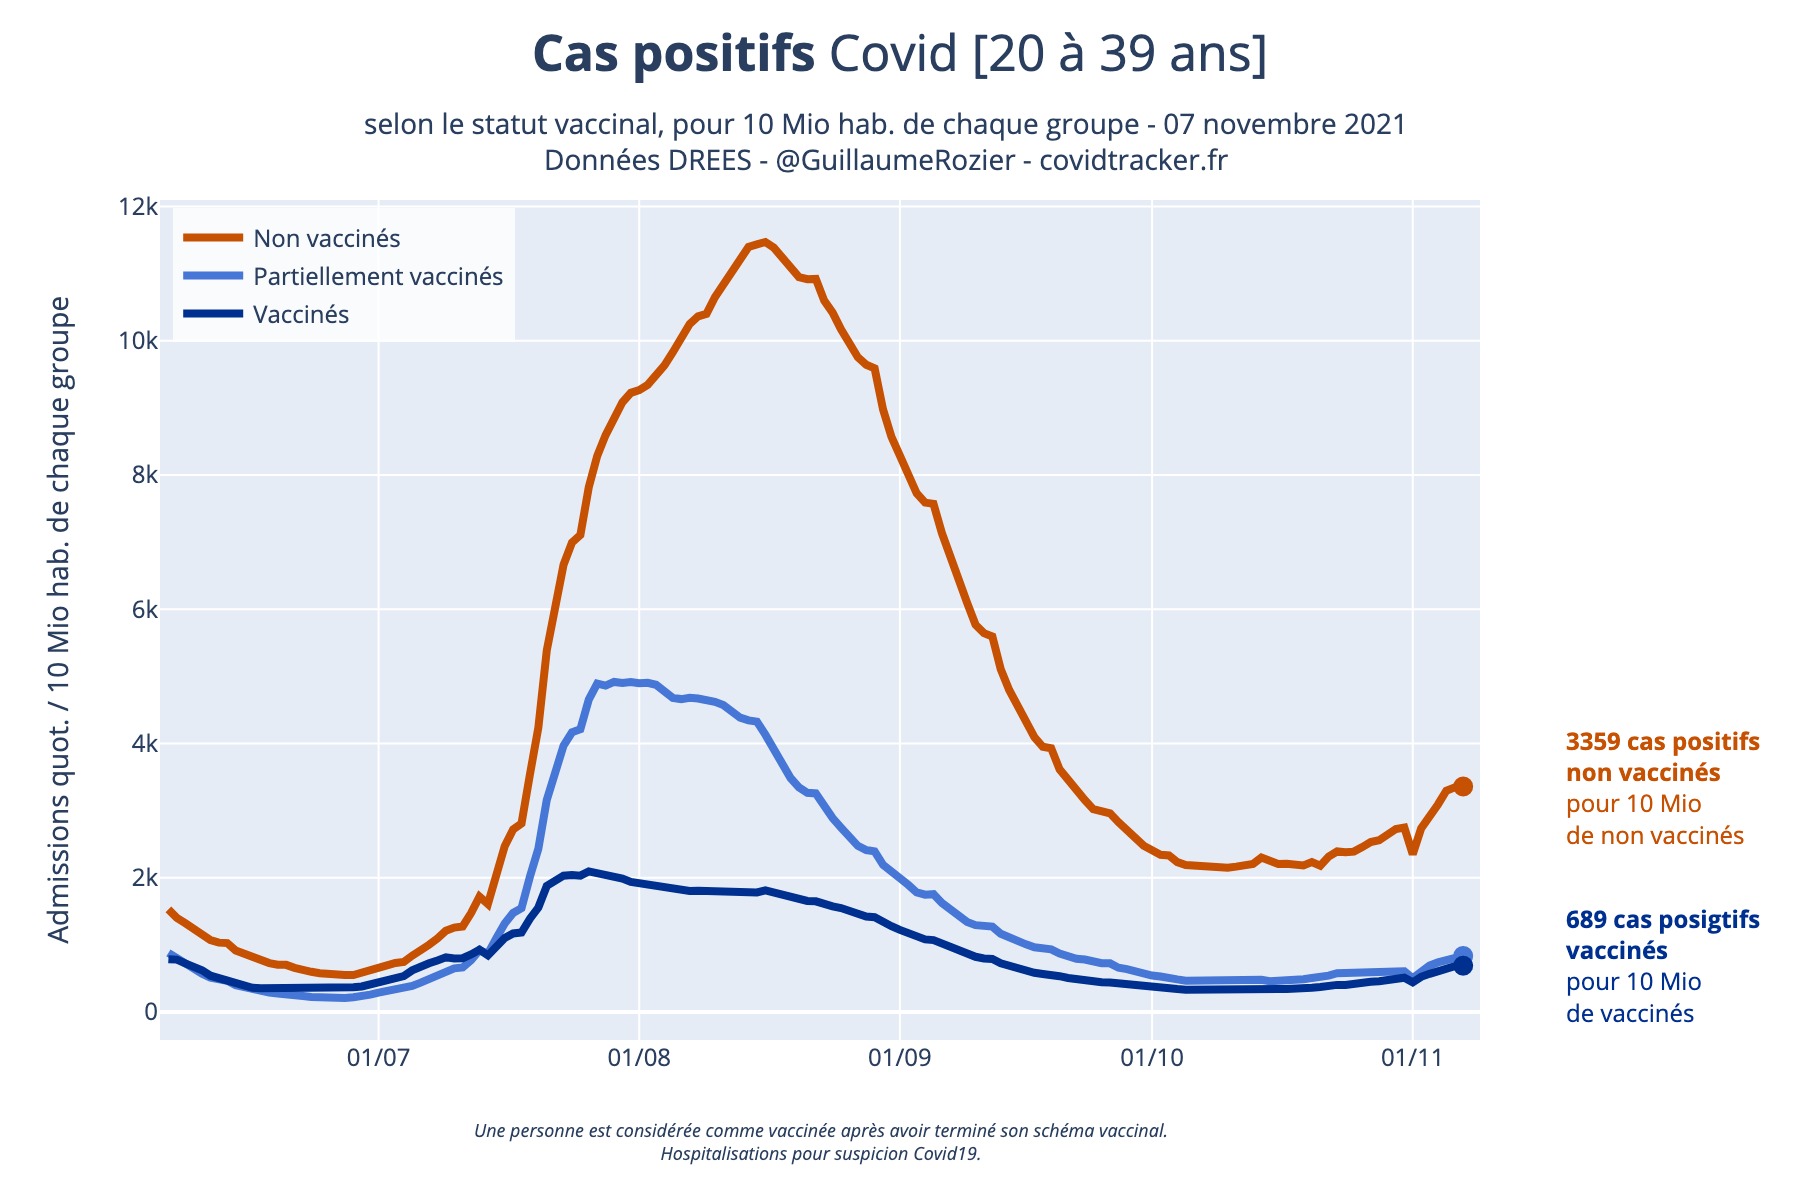 Cas positifs Covid [20 à 39 ans]
selon le statut vaccinal, pour 10 Mio hab. de chaque groupe - 07 novembre 2021
Données DREES - @GuillaumeRozier - covidtracker.fr
Admissions quot. / 10 Mio hab. de chaque groupe
12k
10k
8k
6k
4k
2k
0
Non vaccinés
Partiellement vaccinés
Vaccinés
01/07
01/08
01/09
01/10
01/11
3359 cas positifs
non vaccinés
pour 10 Mio
de non vaccinés
689 cas posigtifs
vaccinés
pour 10 Mio
de vaccinés
Une personne est considérée comme vaccinée après avoir terminé son schéma vaccinal.
Hospitalisations pour suspicion Covid19.